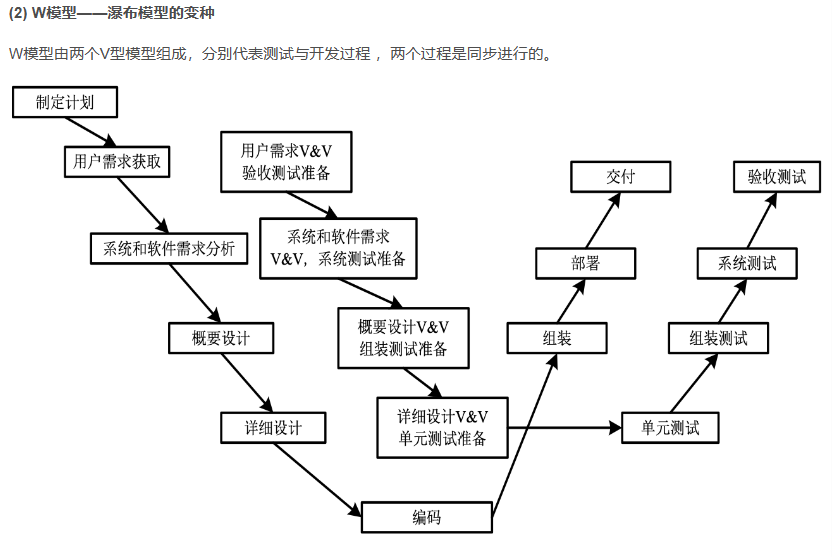 (2) W模型——瀑布模型的变种
W模型由两个V型模型组成，分别代表测试与开发过程 ，两个过程是同步进行的。
制定计划
用户需求获取
用户需求V&V
验收测试准备
交付
验收测试
系统和软件需求分析
系统和软件需求
V&V，系统测试准备
部署
系统测试
概要设计
概要设计V&V
组装测试准备
组装
组装测试
详细设计
详细设计V&V
单元测试准备
单元测试
编码